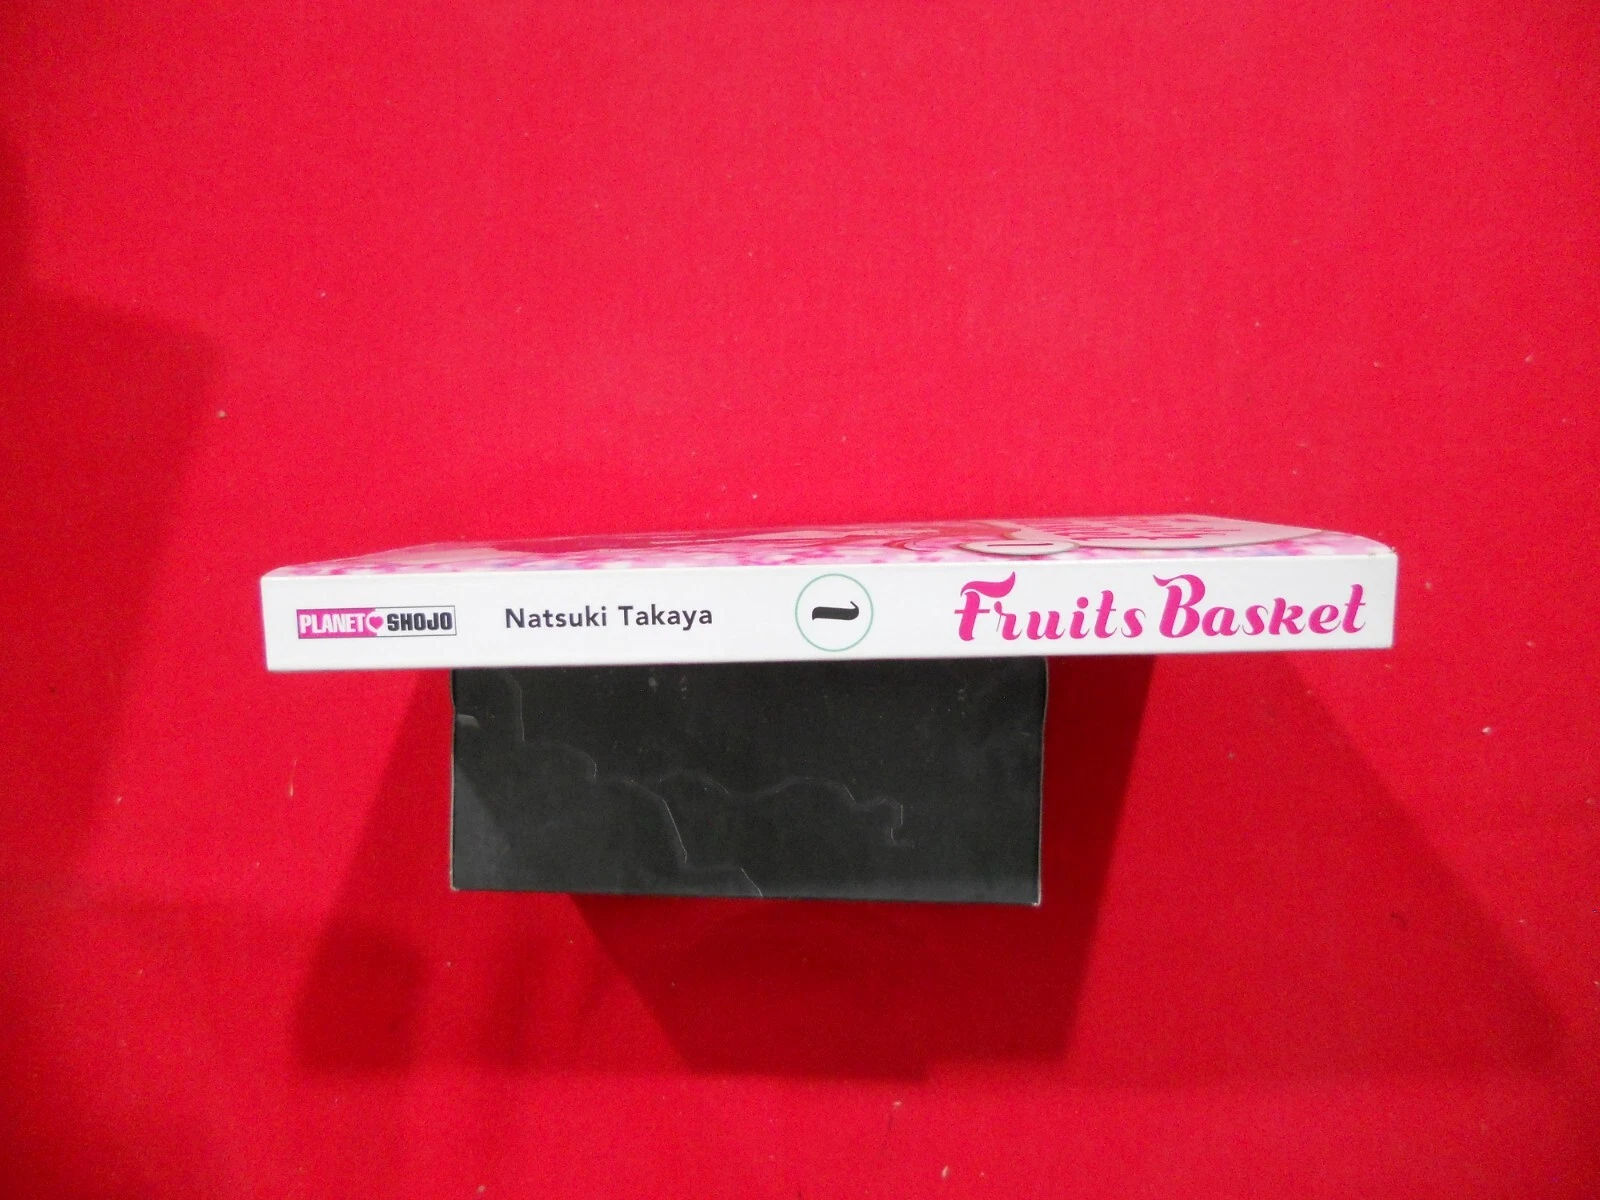 PLANET SHOJO
Natsuki Takaya
1
Fruits Basket